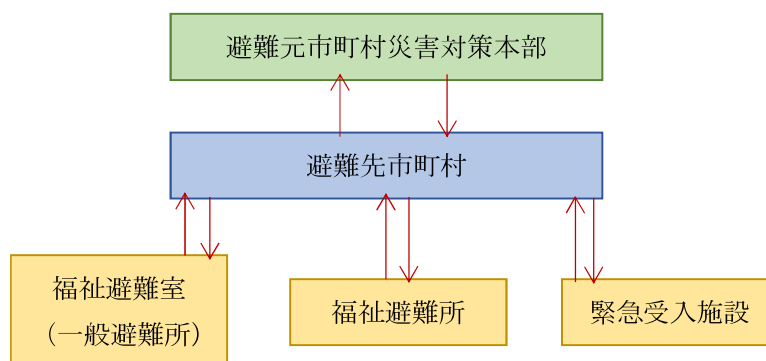 避難元市町村災害対策本部
避難先市町村
福祉避難室
（一般避難所）
福祉避難所
緊急受入施設